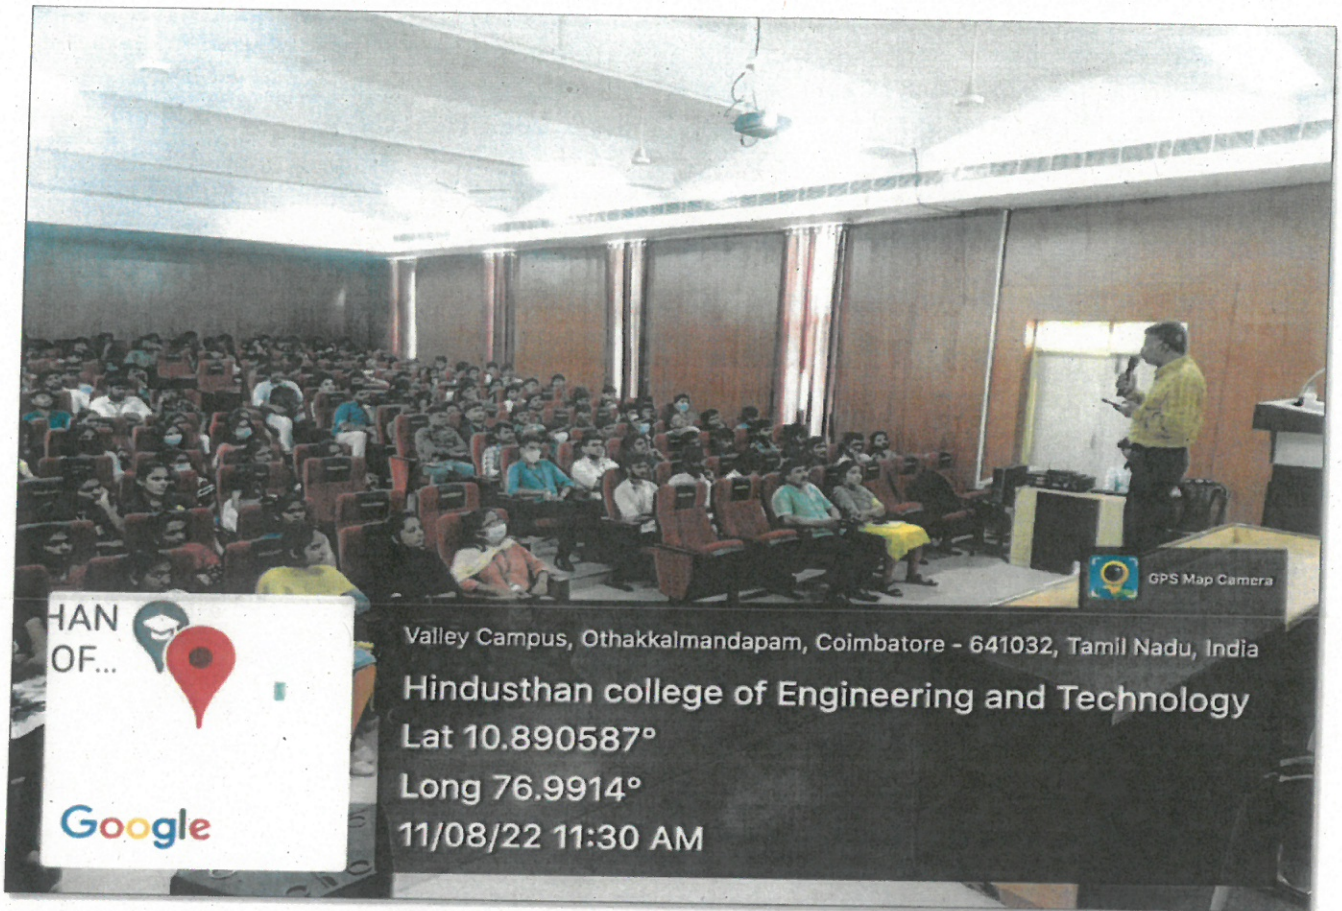 GPS Map Camera
HAN
OF...
Google
Valley Campus, Othakkalmandapam, Coimbatore - 641032, Tamil Nadu, India
Hindusthan college of Engineering and Technology
Lat 10.890587°
Long 76.9914°
11/08/22 11:30 AM